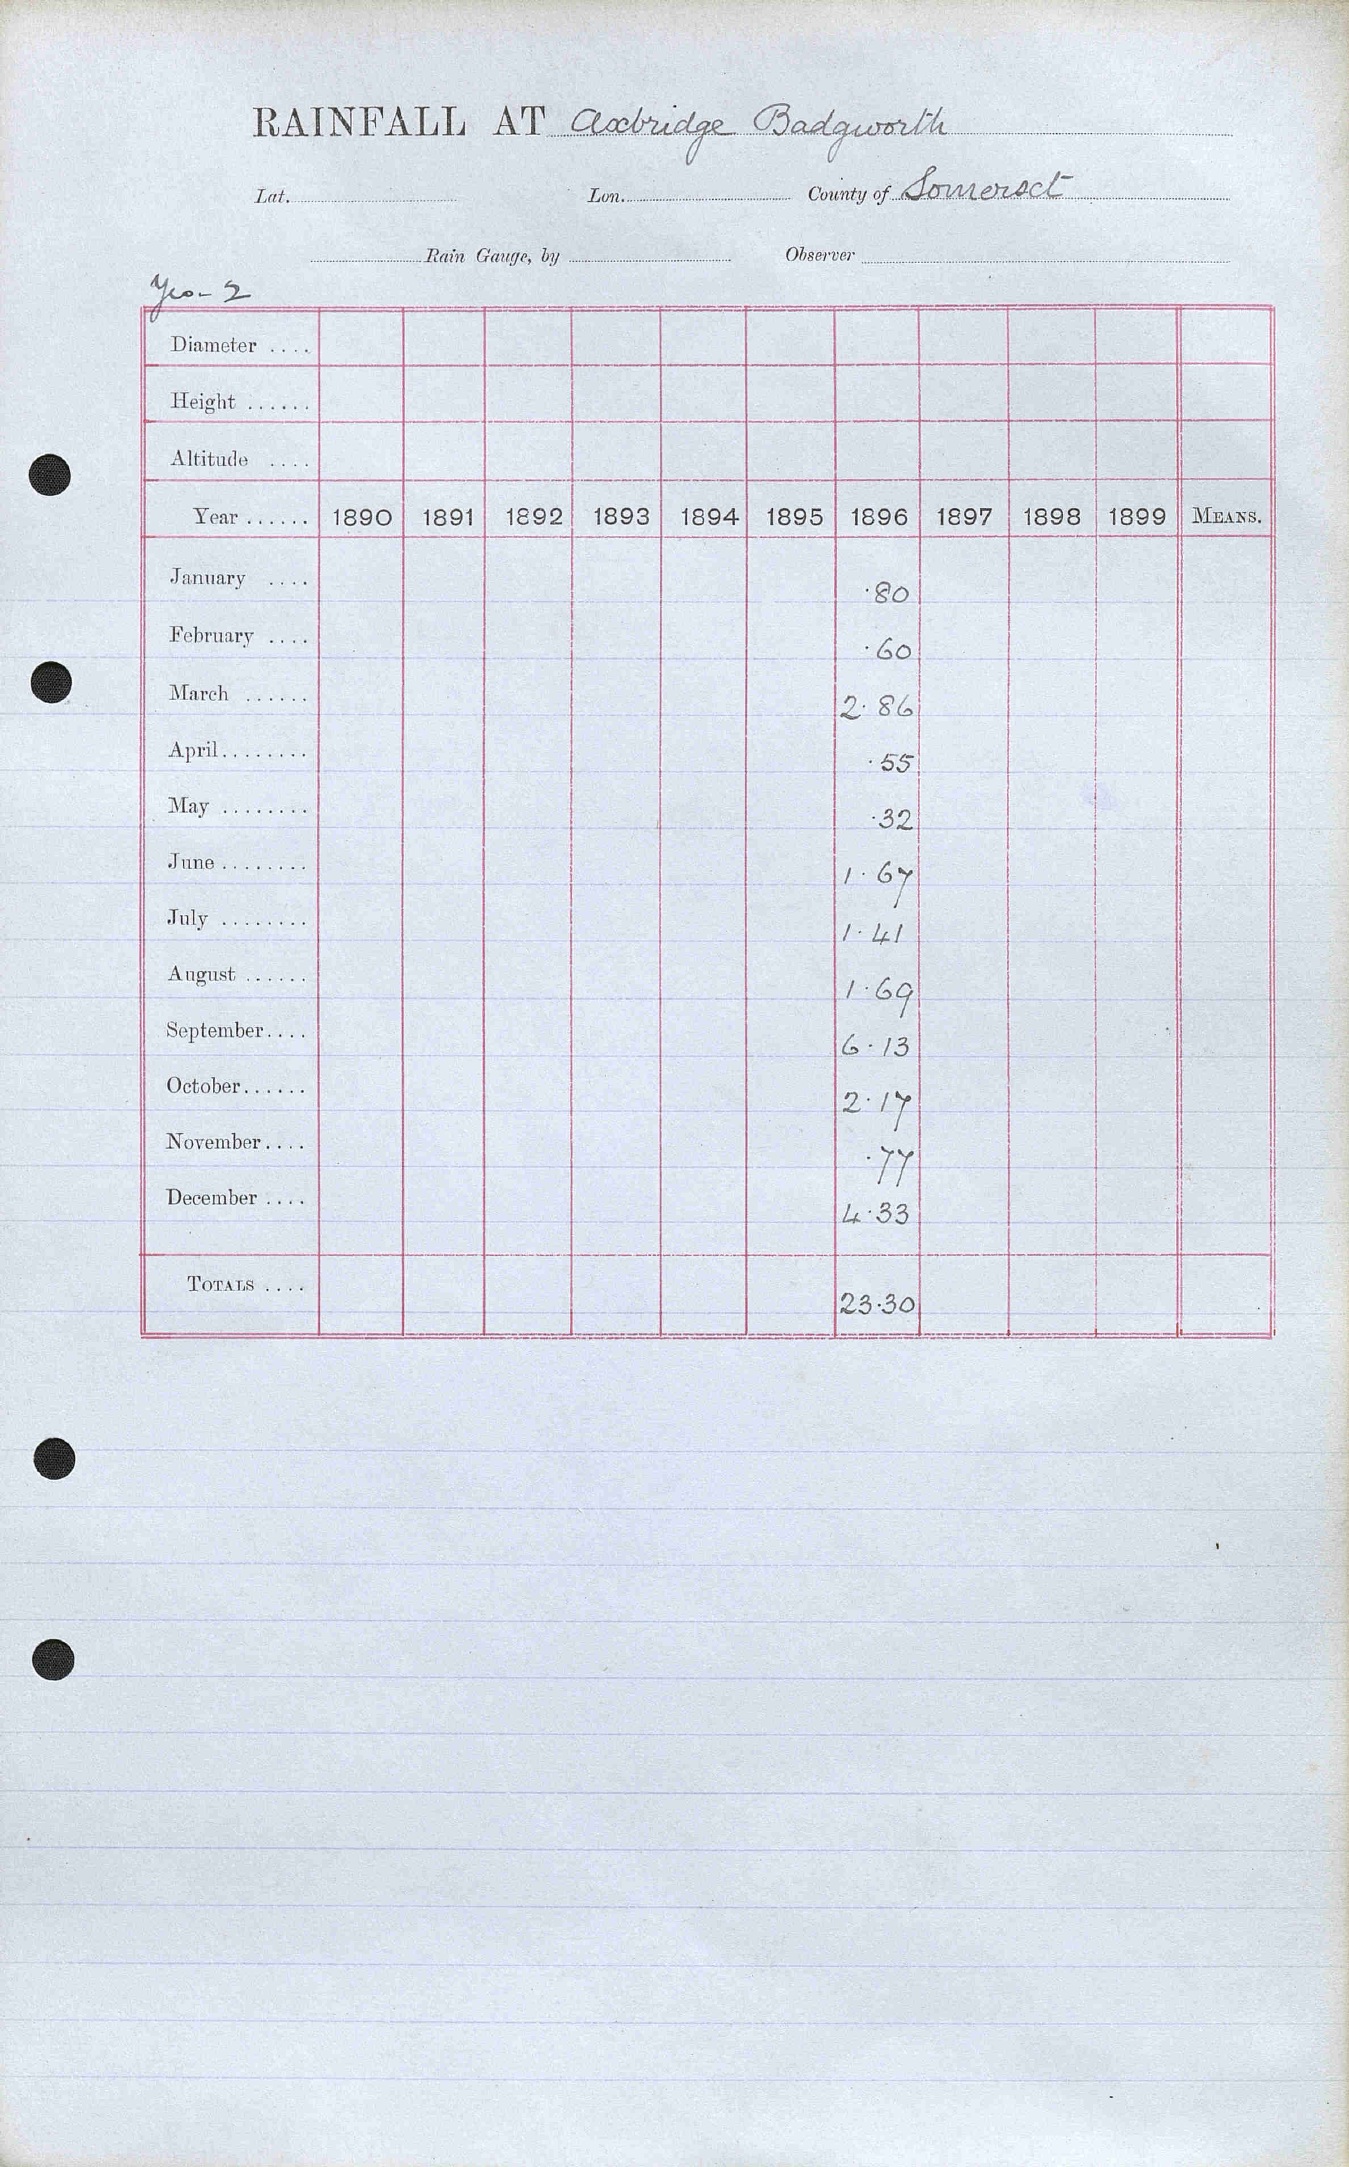 RAINFALL AT Axbridge Badgworth
Lat. Lon. County of Somerset
Rain Gauge, by Observer
Yeo - 2
Diameter ....
Height ......
Altitude ....
Year ...... 1890 1891 1892 1893 1894 1895 1896 1897 1898 1899 MEANS.
January .... .80
February .... .60
March ...... 2.86
April........ .55
May ........ .32
June ........ 1.67
July ........ 1.41
August ...... 1.69
September.... 6.13
October...... 2.17
November.... .77
December .... 4.33
TOTALS .... 23.30